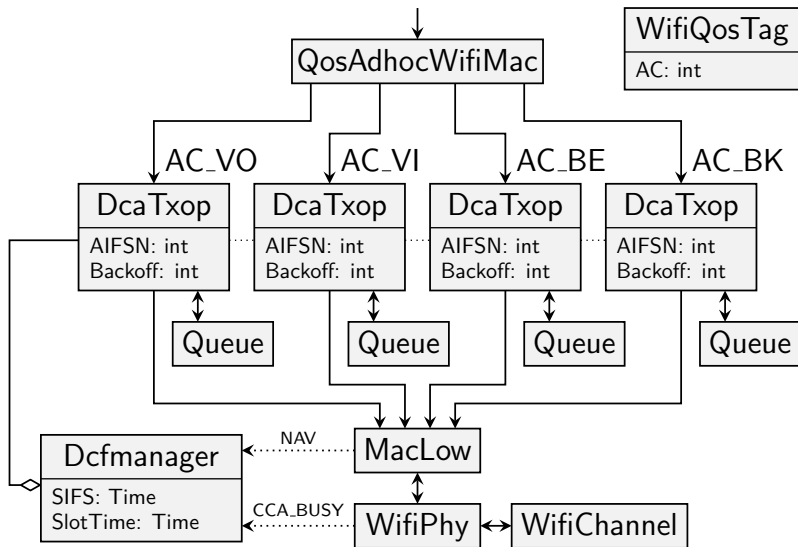 QosAdhocWifiMac
WifiQosTag
AC: int
AC_VO
AC_VI
AC_BE
AC_BK
DcaTxop
AIFSN: int
Backoff: int
DcaTxop
AIFSN: int
Backoff: int
DcaTxop
AIFSN: int
Backoff: int
DcaTxop
AIFSN: int
Backoff: int
Queue
Queue
Queue
Queue
Dcfmanager
SIFS: Time
SlotTime: Time
NAV
MacLow
CCA_BUSY
WifiPhy
WifiChannel